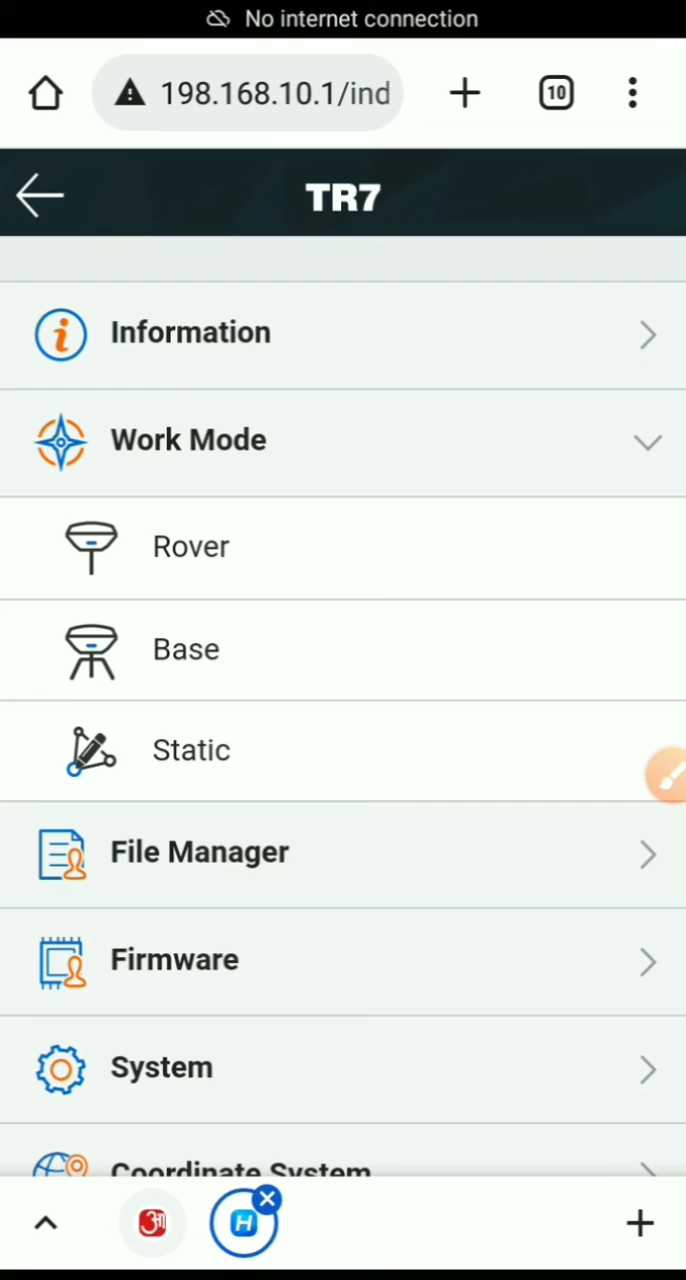 No internet connection
198.168.10.1/ind
10
TR7
Information
Work Mode
Rover
Base
Static
File Manager
Firmware
System
Coordinate System
आ
H